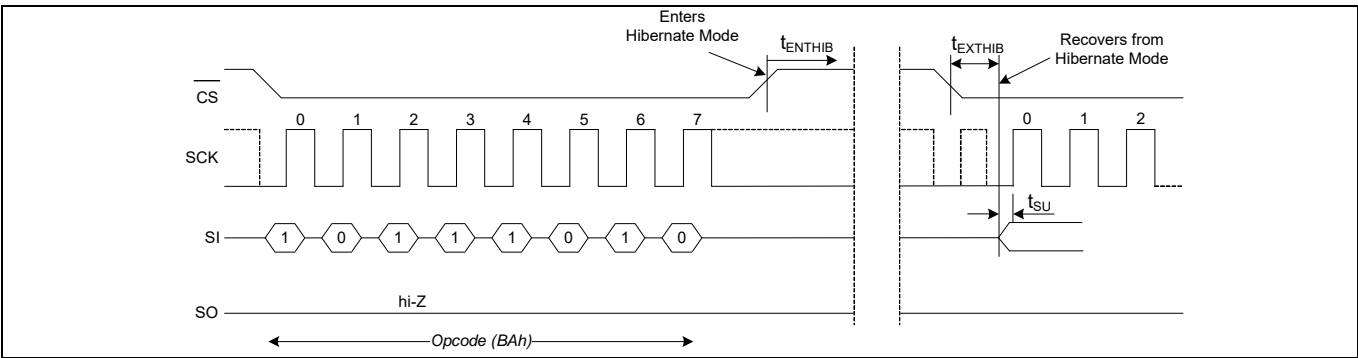 Enters
Hibernate Mode
tENTHIB
tEXTHIB
Recovers from
Hibernate Mode
CS
0 1 2 3 4 5 6 7 0 1 2
SCK
tSU
SI 1 0 1 1 1 0 1 0
hi-Z
SO
Opcode (BAh)